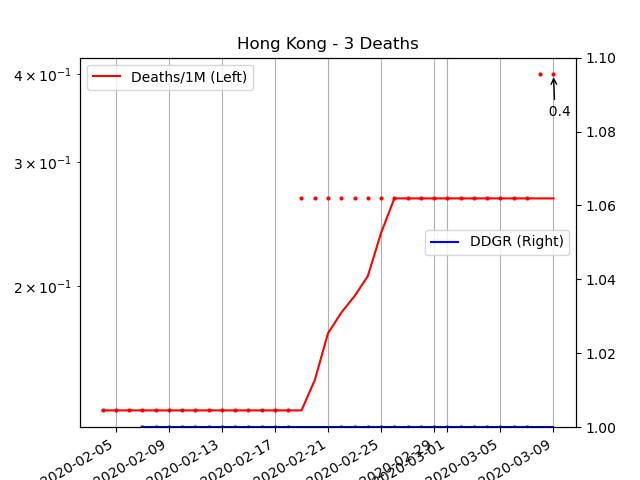 Hong Kong - 3 Deaths
Deaths/1M (Left)
4 × 10⁻¹
3 × 10⁻¹
2 × 10⁻¹
0.4
DDGR (Right)
1.10
1.08
1.06
1.04
1.02
1.00
2020-02-05
2020-02-09
2020-02-13
2020-02-17
2020-02-21
2020-02-25
2020-02-29
2020-03-01
2020-03-05
2020-03-09